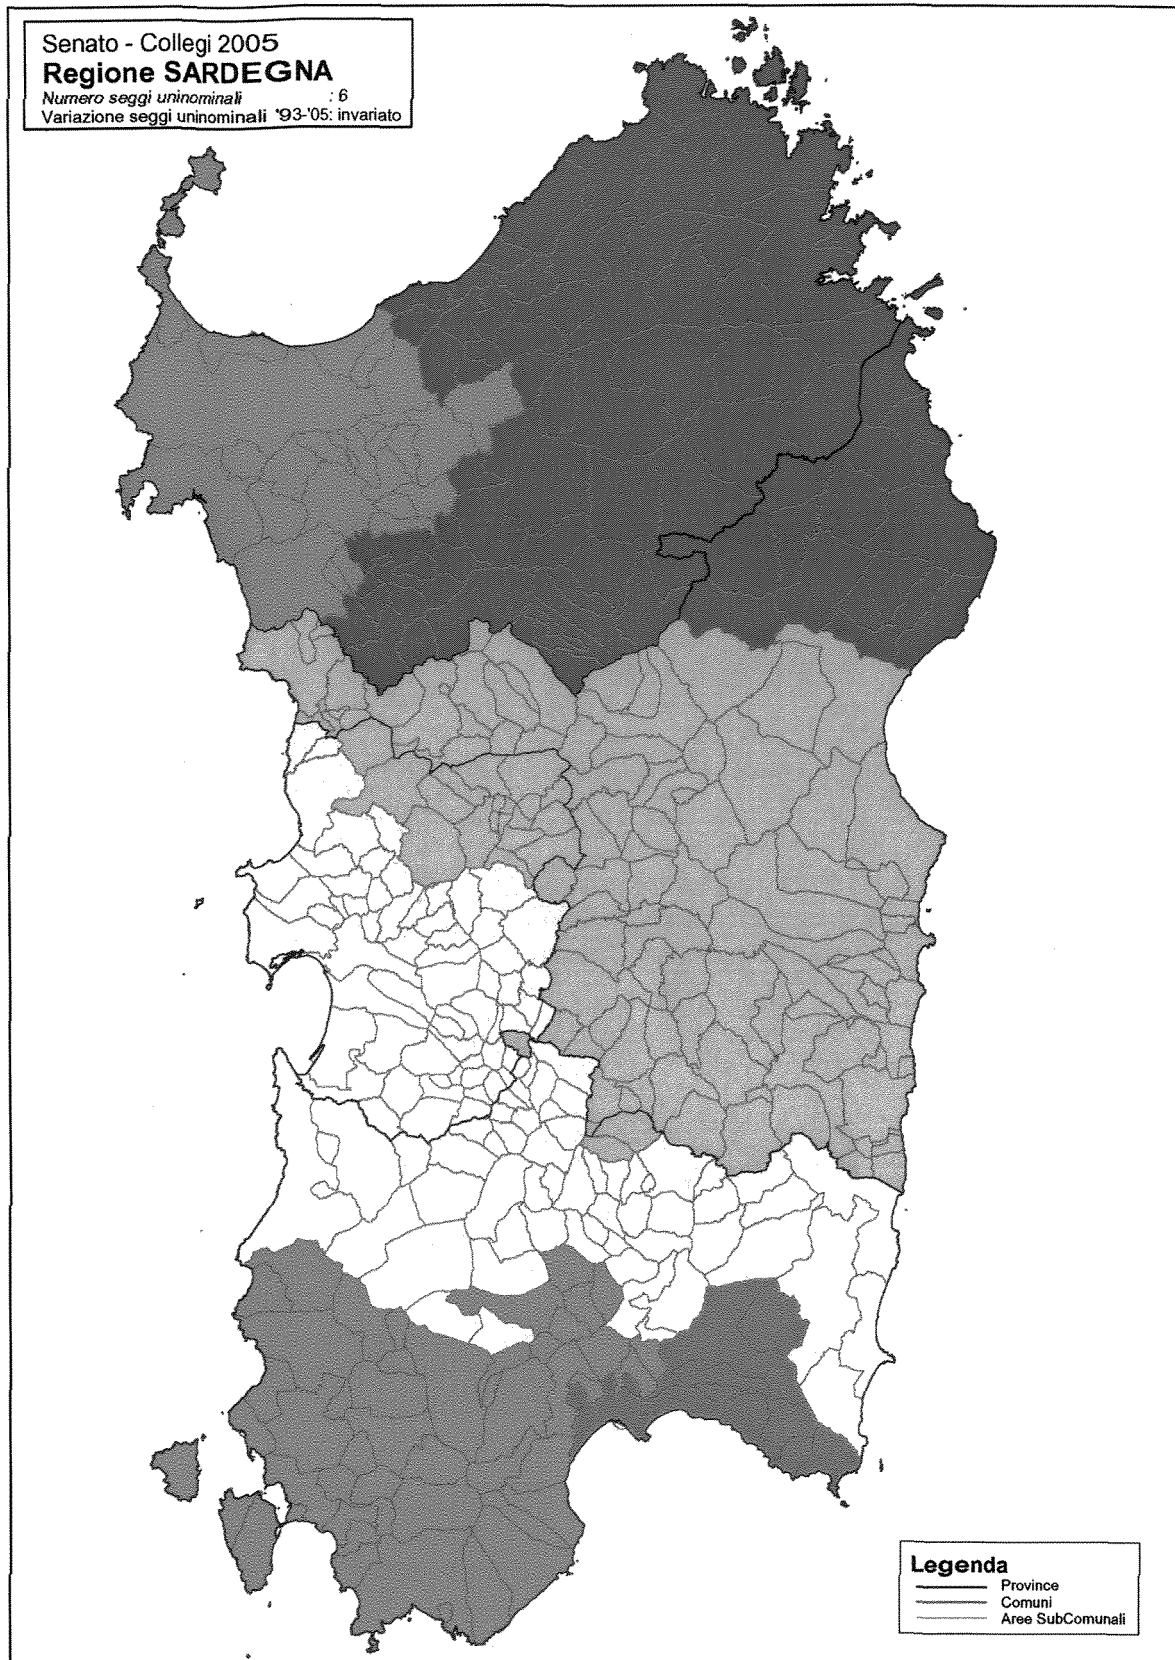 Senato - Collegi 2005
Regione SARDEGNA
Numero seggi uninominali : 6
Variazione seggi uninominali '93-'05: invariato
Legenda
Province
Comuni
Aree SubComunali